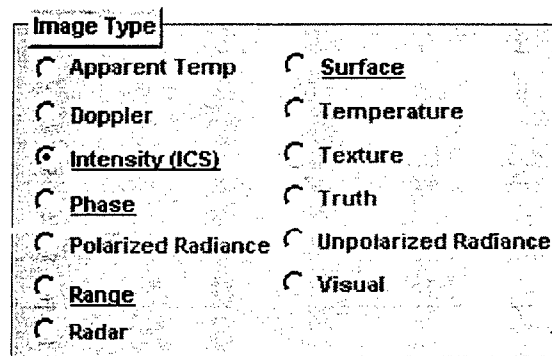 Image Type
Apparent Temp
Doppler
Intensity (ICS)
Phase
Polarized Radiance
Range
Radar
Surface
Temperature
Texture
Truth
Unpolarized Radiance
Visual